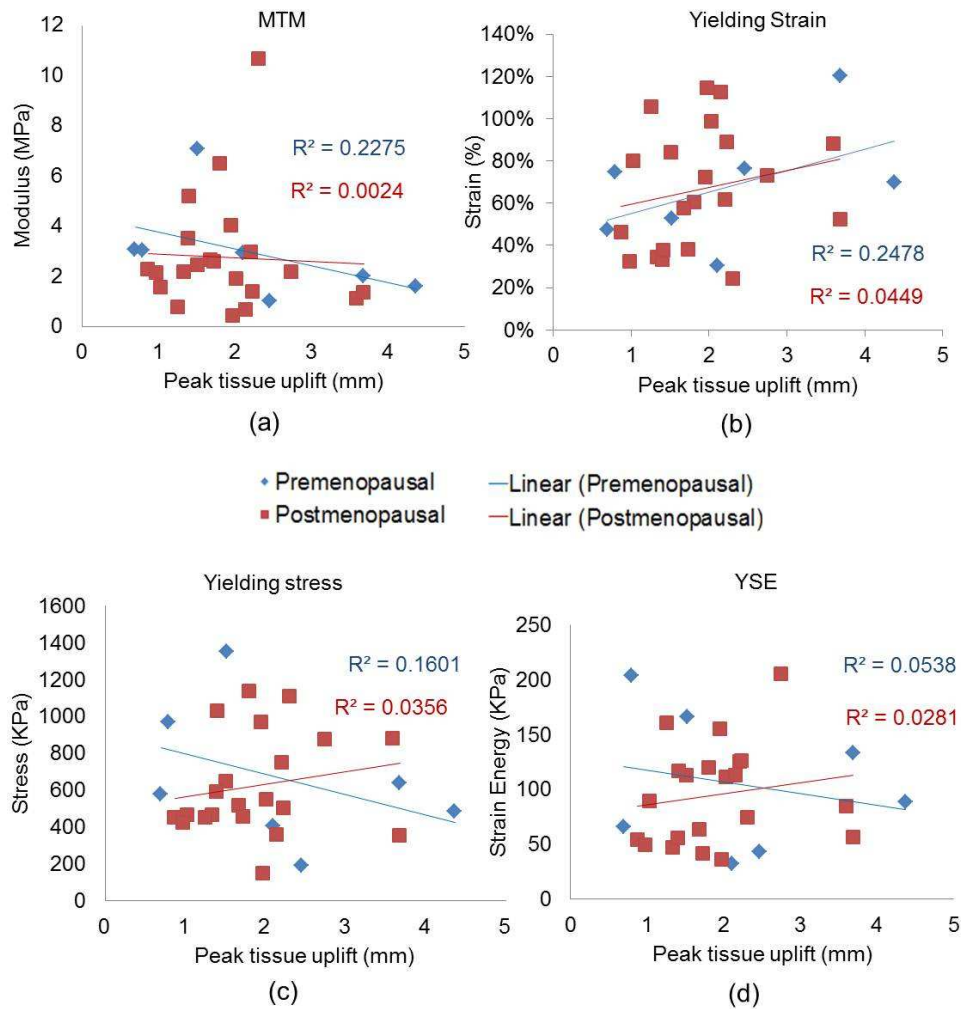 MTM
12
10
8
6
4
2
0
Modulus (MPa)
R² = 0.2275
R² = 0.0024
0 1 2 3 4 5
Peak tissue uplift (mm)
(a)
Yielding Strain
140%
120%
100%
80%
60%
40%
20%
0%
Strain (%)
R² = 0.2478
R² = 0.0449
0 1 2 3 4 5
Peak tissue uplift (mm)
(b)
Premenopausal Linear (Premenopausal)
Postmenopausal Linear (Postmenopausal)
Yielding stress
1600
1400
1200
1000
800
600
400
200
0
Stress (KPa)
R² = 0.1601
R² = 0.0356
0 1 2 3 4 5
Peak tissue uplift (mm)
(c)
YSE
250
200
150
100
50
0
Strain Energy (KPa)
R² = 0.0538
R² = 0.0281
0 1 2 3 4 5
Peak tissue uplift (mm)
(d)